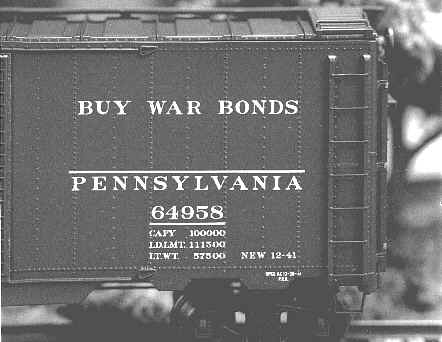 BUY WAR BONDS
PENNSYLVANIA
64958
CAPY 100000
LD.LMT. 111500
LT.WT. 57500 NEW 12-41